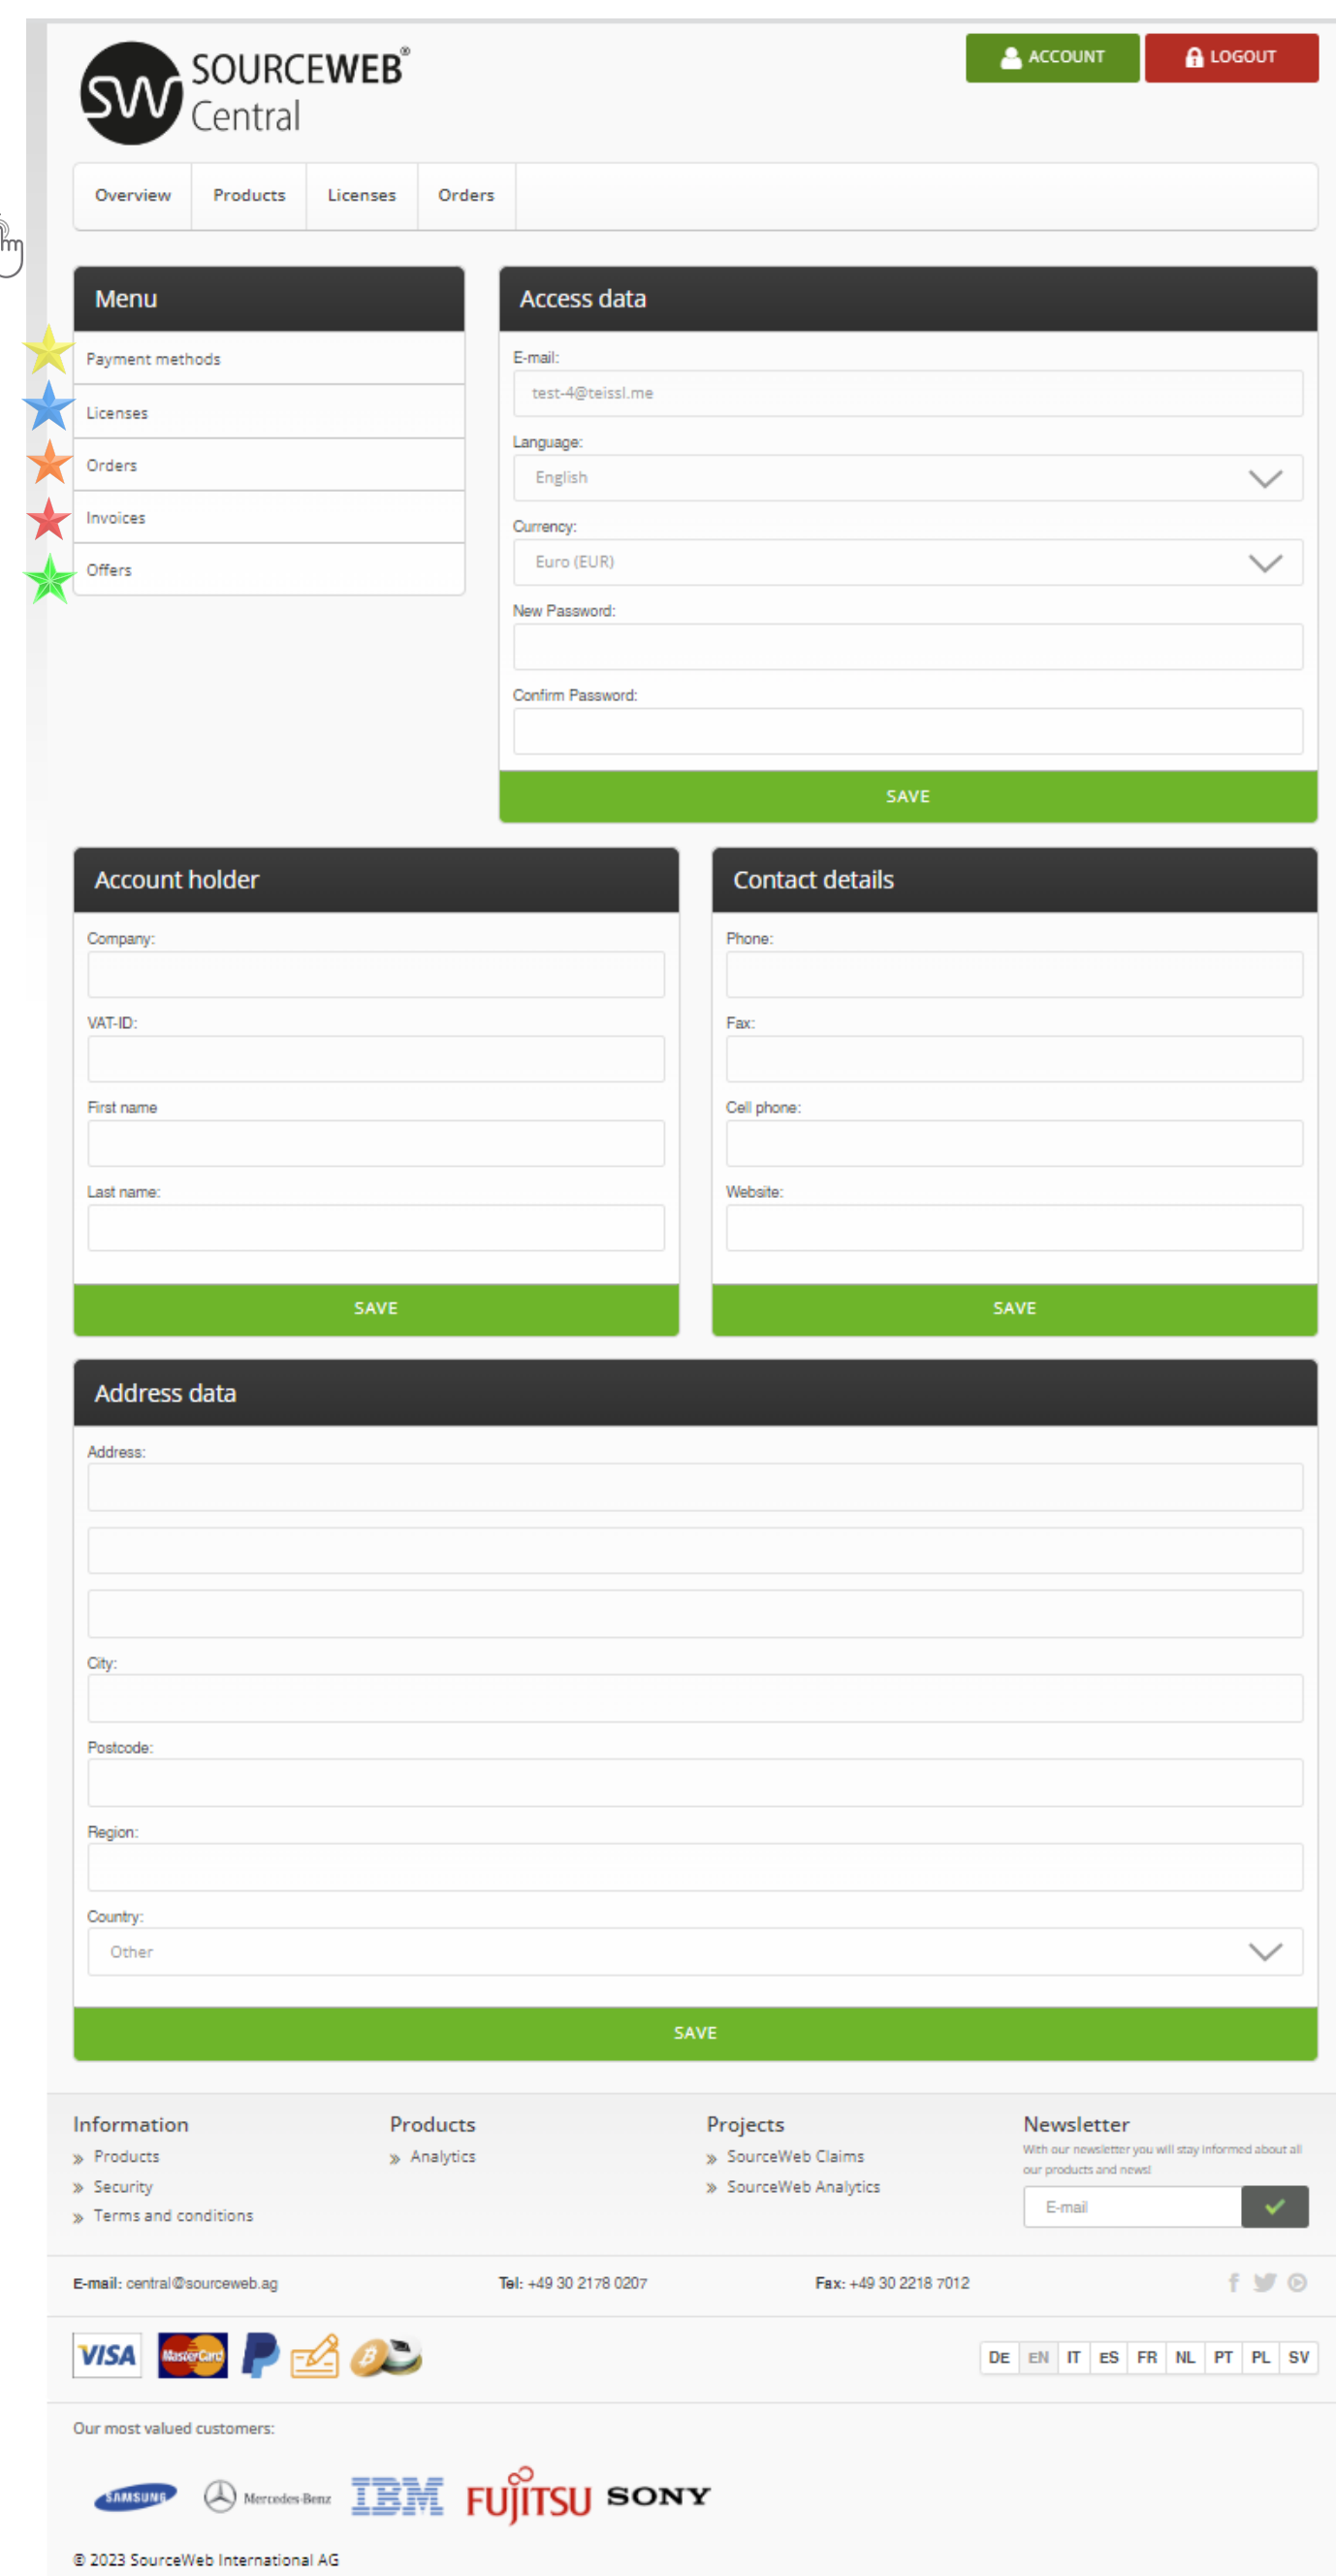 SW SOURCEWEB®
Central
ACCOUNT
LOGOUT
Overview Products Licenses Orders
Menu
Payment methods
Licenses
Orders
Invoices
Offers
Access data
E-mail:
test-4@teissl.me
Language:
English
Currency:
Euro (EUR)
New Password:
Confirm Password:
SAVE
Account holder
Company:
VAT-ID:
First name
Last name:
SAVE
Contact details
Phone:
Fax:
Cell phone:
Website:
SAVE
Address data
Address:
City:
Postcode:
Region:
Country:
Other
SAVE
Information
» Products
» Security
» Terms and conditions
Products
» Analytics
Projects
» SourceWeb Claims
» SourceWeb Analytics
Newsletter
With our newsletter you will stay informed about all
our products and news!
E-mail
E-mail: central@sourceweb.ag
Tel: +49 30 2178 0207
Fax: +49 30 2218 7012
VISA MasterCard
DE EN IT ES FR NL PT PL SV
Our most valued customers:
SAMSUNG Mercedes-Benz IBM FUJITSU SONY
© 2023 SourceWeb International AG